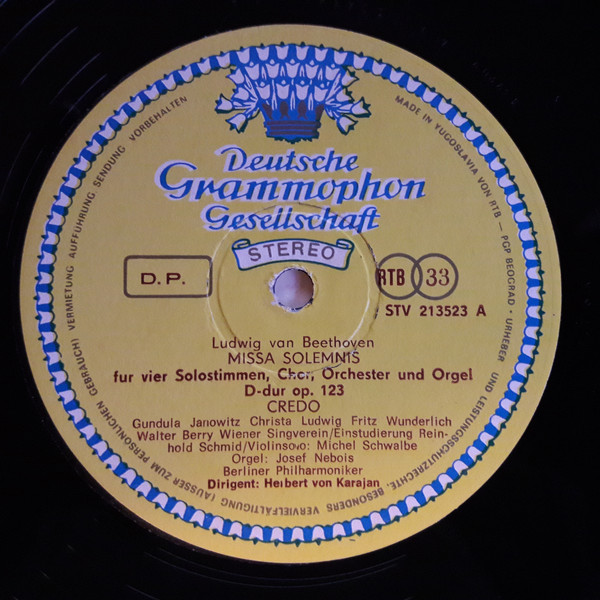 Deutsche
Grammophon
Gesellschaft
STEREO
D.P.
RTB 33
STV 213523 A
Ludwig van Beethoven
MISSA SOLEMNIS
fur vier Solostimmen, Chor, Orchester und Orgel
D-dur op. 123
CREDO
Gundula Janowitz Christa Ludwig Fritz Wunderlich
Walter Berry Wiener Singverein/Einstudierung Rein-
hold Schmid/Violinsovo: Michel Schwalbe
Orgel: Josef Nebois
Berliner Philharmoniker
Dirigent: Herbert von Karajan
MADE IN YUGOSLAVIA VON RTB — PGP BEOGRAD • URHEBER UND LEISTUNGSSCHUTZRECHTE, BESONDERS VERVIELFÄLTIGUNG (AUSSER ZUM PERSÖNLICHEN GEBRAUCH) VERMIETUNG AUFFÜHRUNG SENDUNG VORBEHALTEN